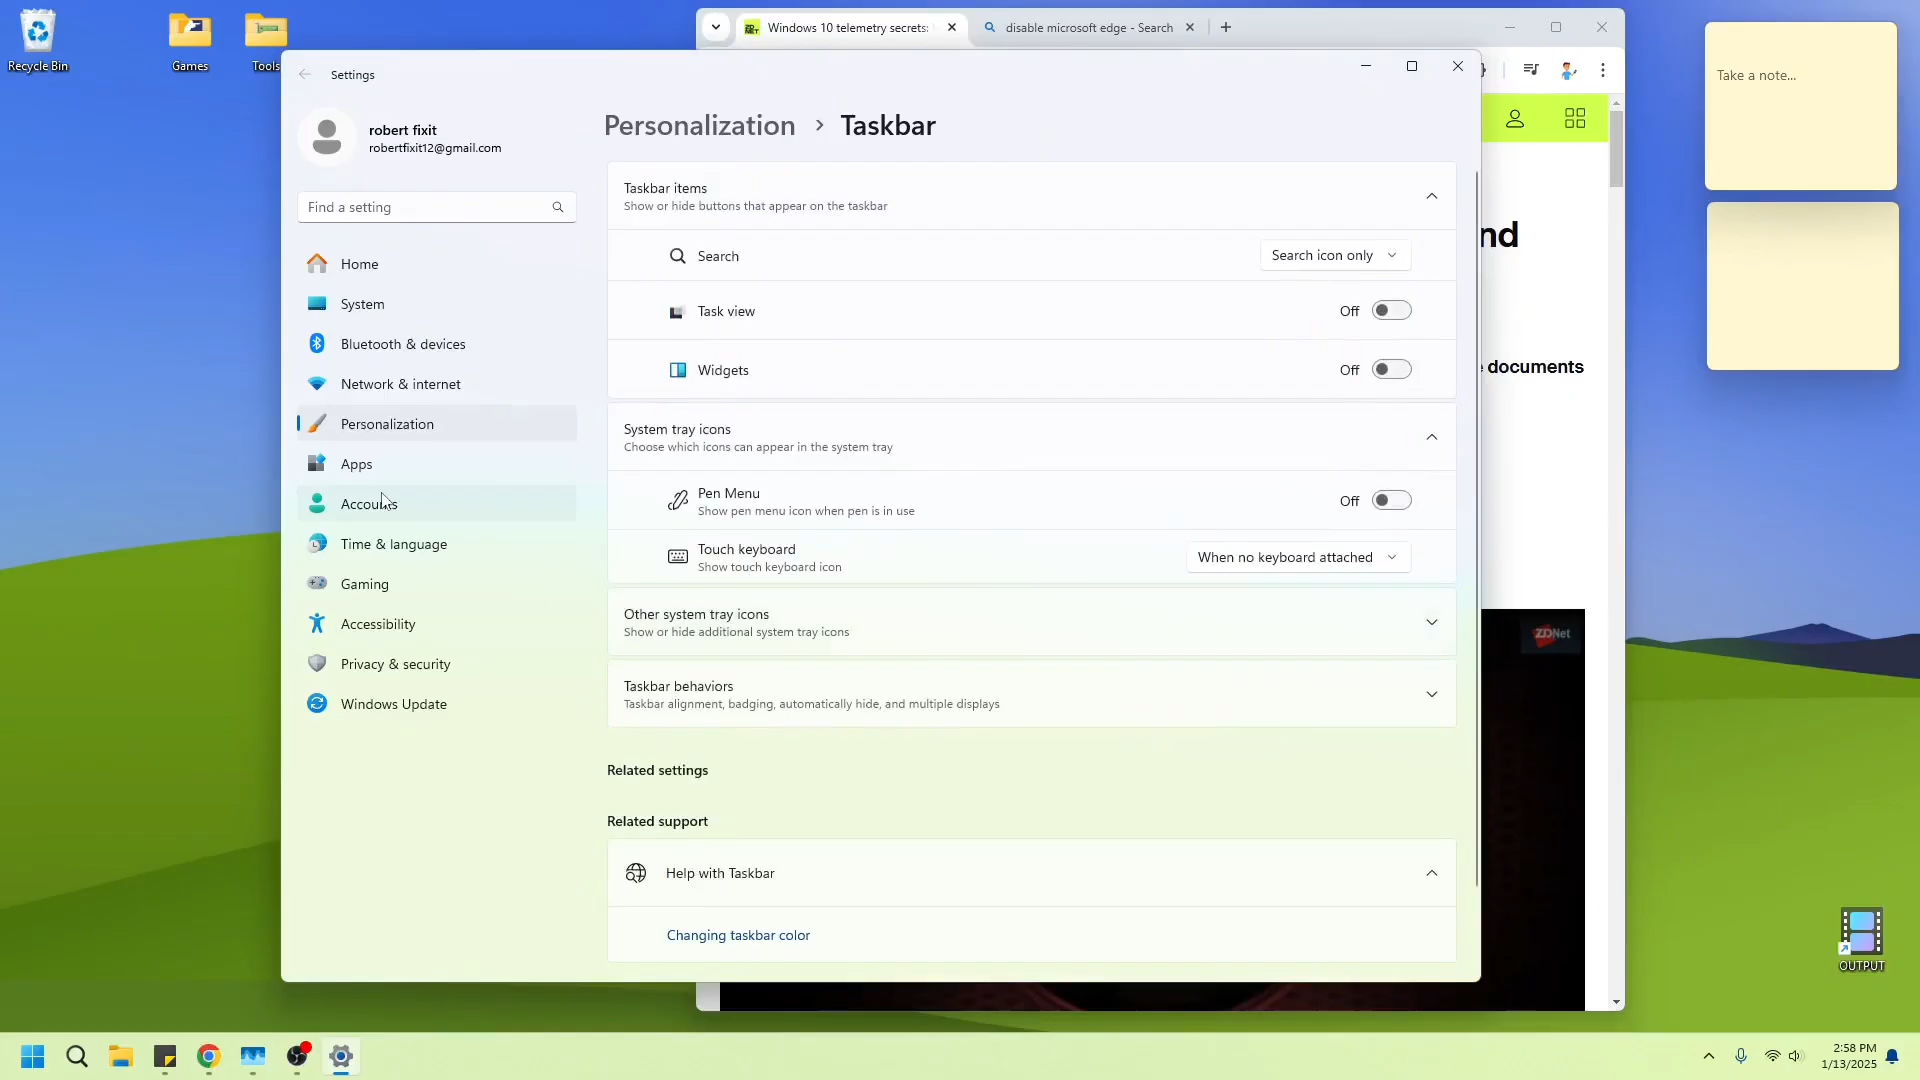 Recycle Bin
Games
Tools
Windows 10 telemetry secrets:
disable microsoft edge - Search
Settings
robert fixit
robertfixit12@gmail.com
Find a setting
Home
System
Bluetooth & devices
Network & internet
Personalization
Apps
Accounts
Time & language
Gaming
Accessibility
Privacy & security
Windows Update
Personalization > Taskbar
Taskbar items
Show or hide buttons that appear on the taskbar
Search
Search icon only
Task view
Off
Widgets
Off
System tray icons
Choose which icons can appear in the system tray
Pen Menu
Show pen menu icon when pen is in use
Off
Touch keyboard
Show touch keyboard icon
When no keyboard attached
Other system tray icons
Show or hide additional system tray icons
Taskbar behaviors
Taskbar alignment, badging, automatically hide, and multiple displays
Related settings
Related support
Help with Taskbar
Changing taskbar color
nd
documents
ZDNet
Take a note...
OUTPUT
2:58 PM
1/13/2025